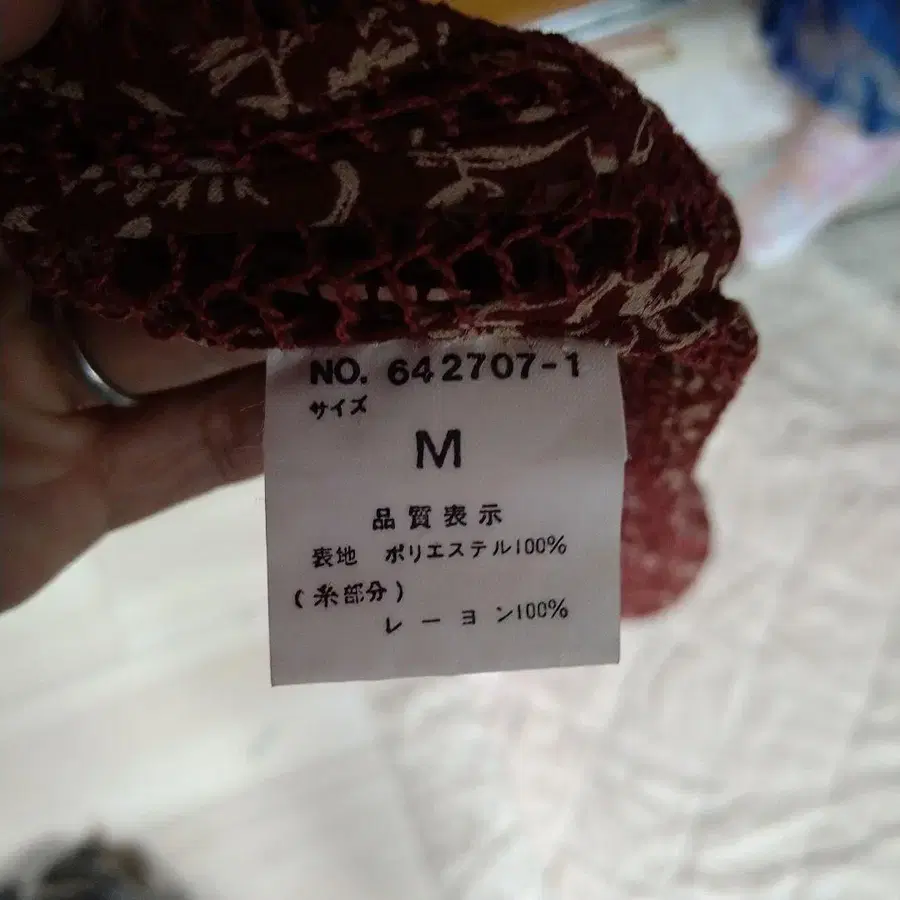 NO. 642707-1
サイズ
M
品質表示
表地 ポリエステル100%
(糸部分)
レーヨン100%